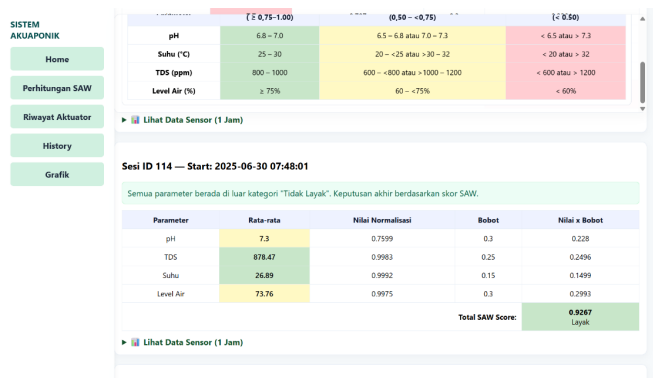 SISTEM
AKUAPONIK
Home
Perhitungan SAW
Riwayat Aktuator
History
Grafik
( ≥ 0,75–1.00) (0,50 – <0,75) (< 0.50)
pH 6.8 – 7.0 6.5 – 6.8 atau 7.0 – 7.3 < 6.5 atau > 7.3
Suhu (°C) 25 – 30 20 – <25 atau >30 – 32 < 20 atau > 32
TDS (ppm) 800 – 1000 600 – <800 atau >1000 – 1200 < 600 atau > 1200
Level Air (%) ≥ 75% 60 – <75% < 60%
Lihat Data Sensor (1 Jam)
Sesi ID 114 — Start: 2025-06-30 07:48:01
Semua parameter berada di luar kategori "Tidak Layak". Keputusan akhir berdasarkan skor SAW.
Parameter Rata-rata Nilai Normalisasi Bobot Nilai x Bobot
pH 7.3 0.7599 0.3 0.228
TDS 878.47 0.9983 0.25 0.2496
Suhu 26.89 0.9992 0.15 0.1499
Level Air 73.76 0.9975 0.3 0.2993
Total SAW Score: 0.9267
Layak
Lihat Data Sensor (1 Jam)